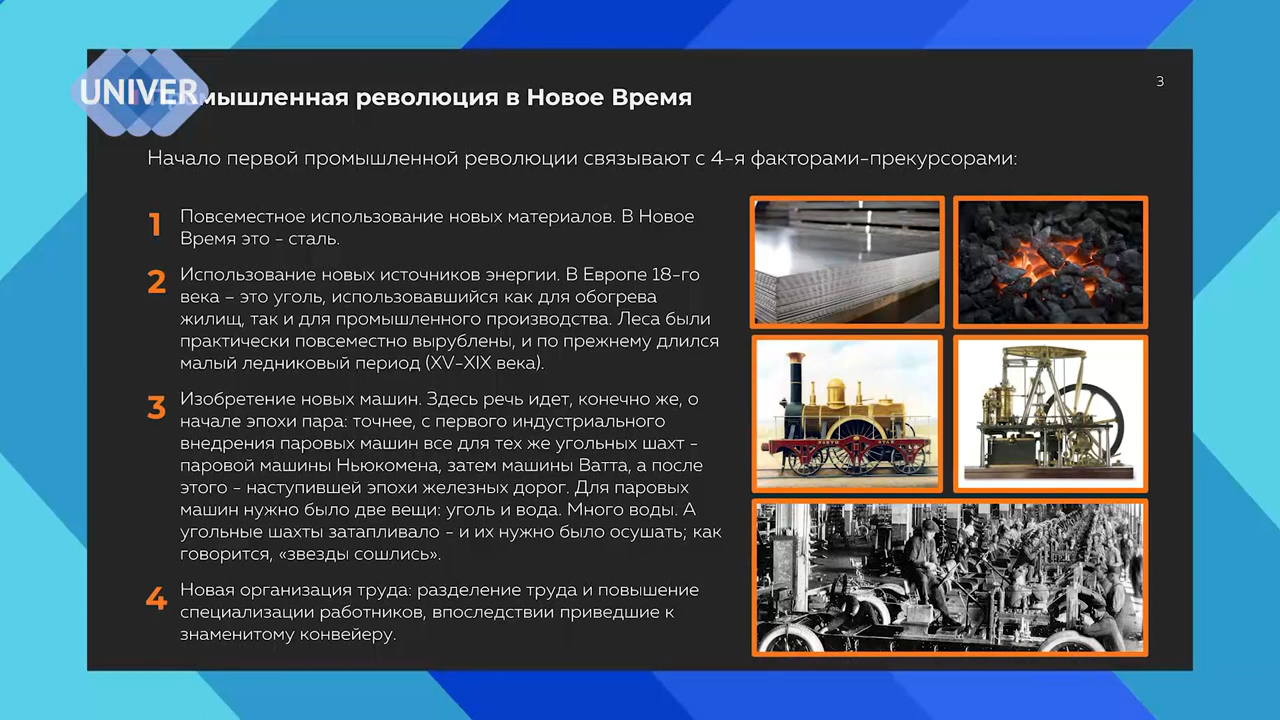 UNIVER
3
мышленная революция в Новое Время
Начало первой промышленной революции связывают с 4-я факторами-прекурсорами:
1
Повсеместное использование новых материалов. В Новое
Время это - сталь.
2
Использование новых источников энергии. В Европе 18-го
века – это уголь, использовавшийся как для обогрева
жилищ, так и для промышленного производства. Леса были
практически повсеместно вырублены, и по прежнему длился
малый ледниковый период (XV-XIX века).
3
Изобретение новых машин. Здесь речь идет, конечно же, о
начале эпохи пара: точнее, с первого индустриального
внедрения паровых машин все для тех же угольных шахт -
паровой машины Ньюкомена, затем машины Ватта, а после
этого - наступившей эпохи железных дорог. Для паровых
машин нужно было две вещи: уголь и вода. Много воды. А
угольные шахты затапливало - и их нужно было осушать; как
говорится, «звезды сошлись».
4
Новая организация труда: разделение труда и повышение
специализации работников, впоследствии приведшие к
знаменитому конвейеру.
NORTH STAR